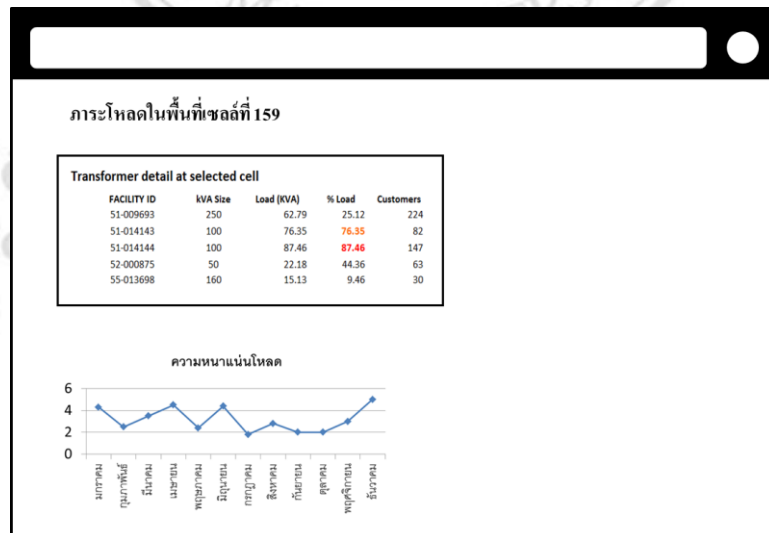 ภาระโหลดในพื้นที่เซลล์ที่ 159
Transformer detail at selected cell
FACILITY ID kVA Size Load (KVA) % Load Customers
51-009693 250 62.79 25.12 224
51-014143 100 76.35 76.35 82
51-014144 100 87.46 87.46 147
52-000875 50 22.18 44.36 63
55-013698 160 15.13 9.46 30
ความหนาแน่นโหลด
6
4
2
0
มกราคม
กุมภาพันธ์
มีนาคม
เมษายน
พฤษภาคม
มิถุนายน
กรกฎาคม
สิงหาคม
กันยายน
ตุลาคม
พฤศจิกายน
ธันวาคม